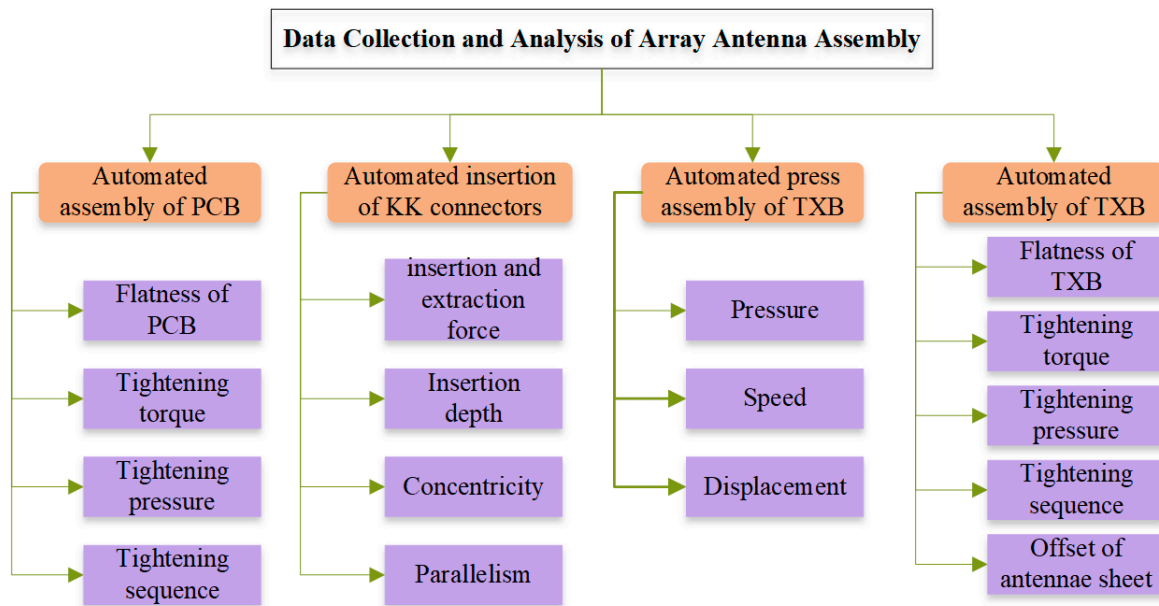 Data Collection and Analysis of Array Antenna Assembly
Automated
assembly of PCB
Flatness of
PCB
Tightening
torque
Tightening
pressure
Tightening
sequence
Automated insertion
of KK connectors
insertion and
extraction
force
Insertion
depth
Concentricity
Parallelism
Automated press
assembly of TXB
Pressure
Speed
Displacement
Automated
assembly of TXB
Flatness of
TXB
Tightening
torque
Tightening
pressure
Tightening
sequence
Offset of
antennae sheet